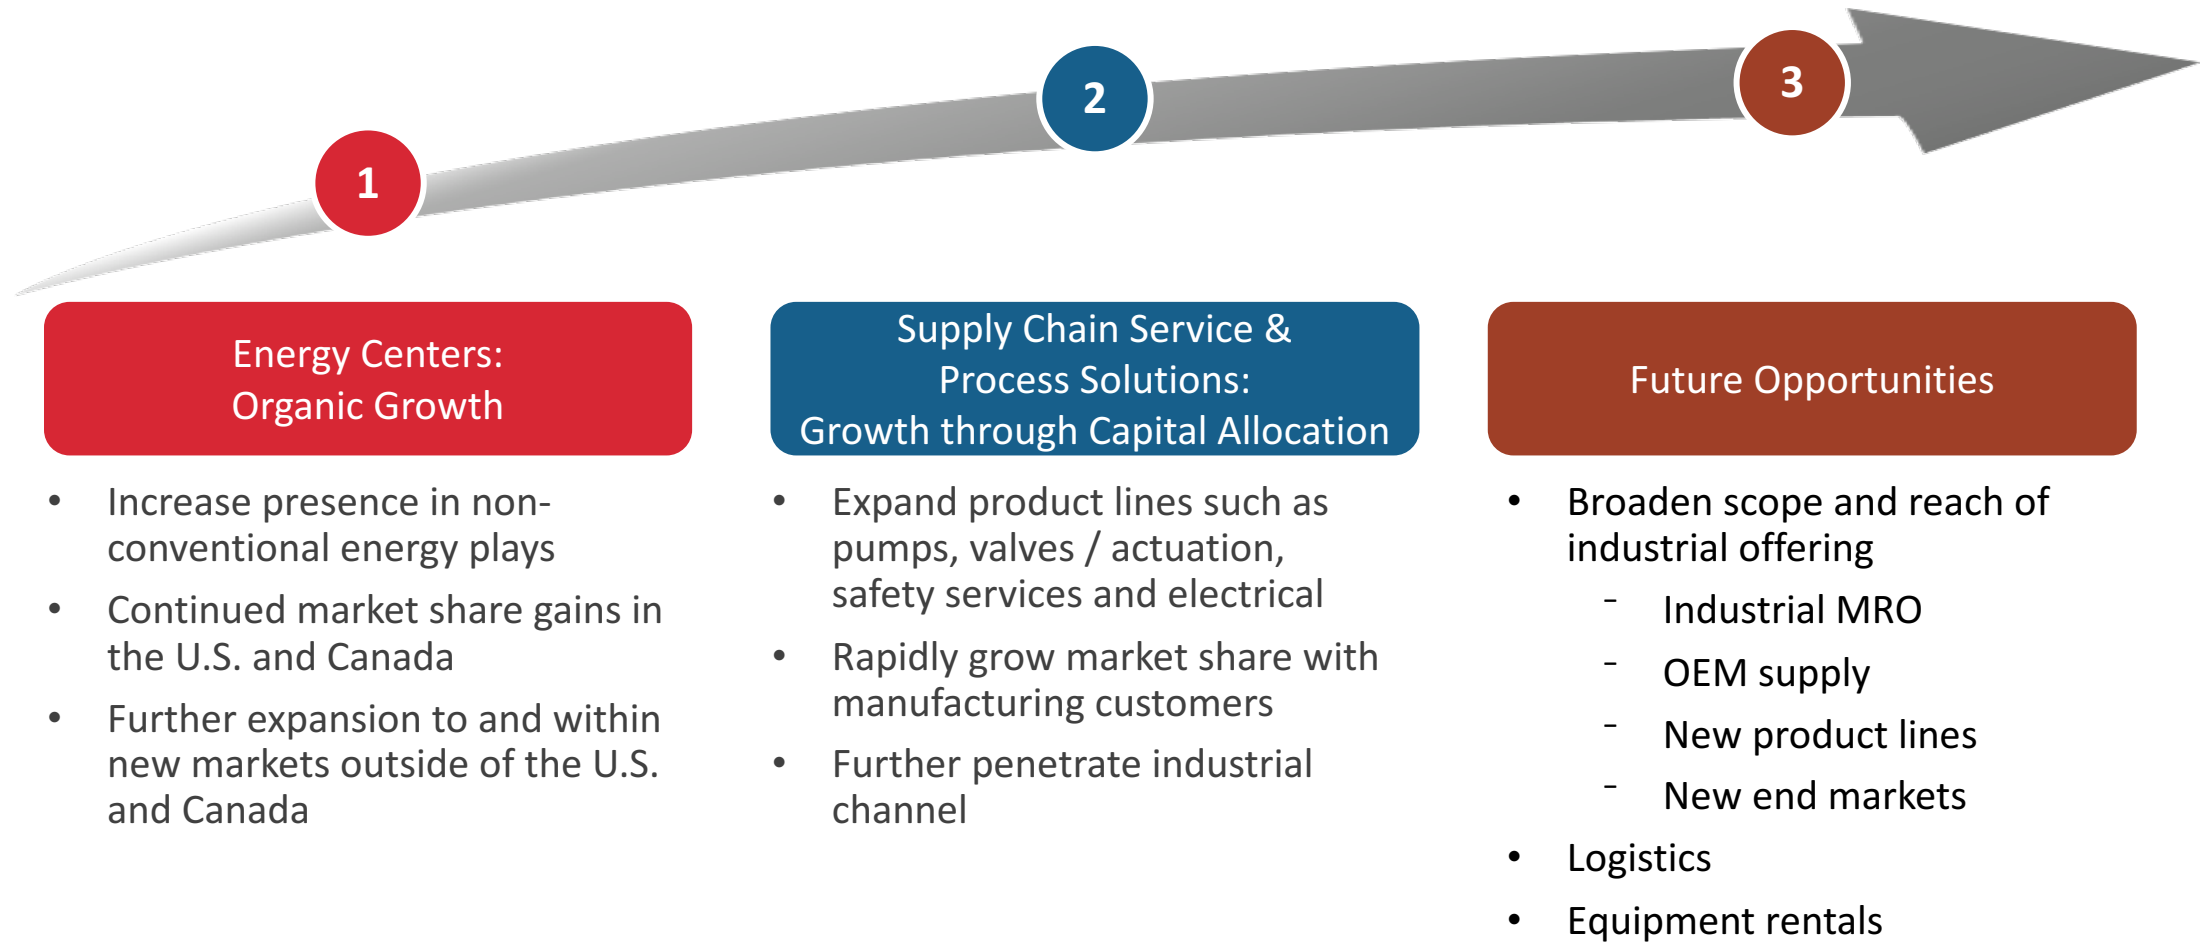 1
2
3
Energy Centers:
Organic Growth
• Increase presence in non-
conventional energy plays
• Continued market share gains in
the U.S. and Canada
• Further expansion to and within
new markets outside of the U.S.
and Canada
Supply Chain Service &
Process Solutions:
Growth through Capital Allocation
• Expand product lines such as
pumps, valves / actuation,
safety services and electrical
• Rapidly grow market share with
manufacturing customers
• Further penetrate industrial
channel
Future Opportunities
• Broaden scope and reach of
industrial offering
⁻ Industrial MRO
⁻ OEM supply
⁻ New product lines
⁻ New end markets
• Logistics
• Equipment rentals